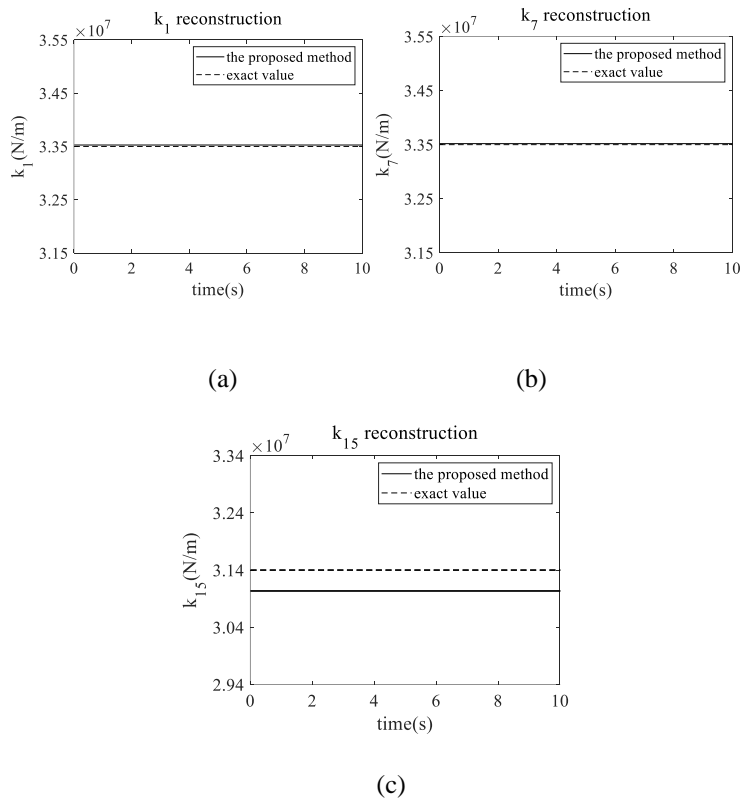 k1 reconstruction
×10^7
3.55
3.45
3.35
3.25
3.15
k1(N/m)
the proposed method
exact value
0 2 4 6 8 10
time(s)
(a)
k7 reconstruction
×10^7
3.55
3.45
3.35
3.25
3.15
k7(N/m)
the proposed method
exact value
0 2 4 6 8 10
time(s)
(b)
k15 reconstruction
×10^7
3.34
3.24
3.14
3.04
2.94
k15(N/m)
the proposed method
exact value
0 2 4 6 8 10
time(s)
(c)